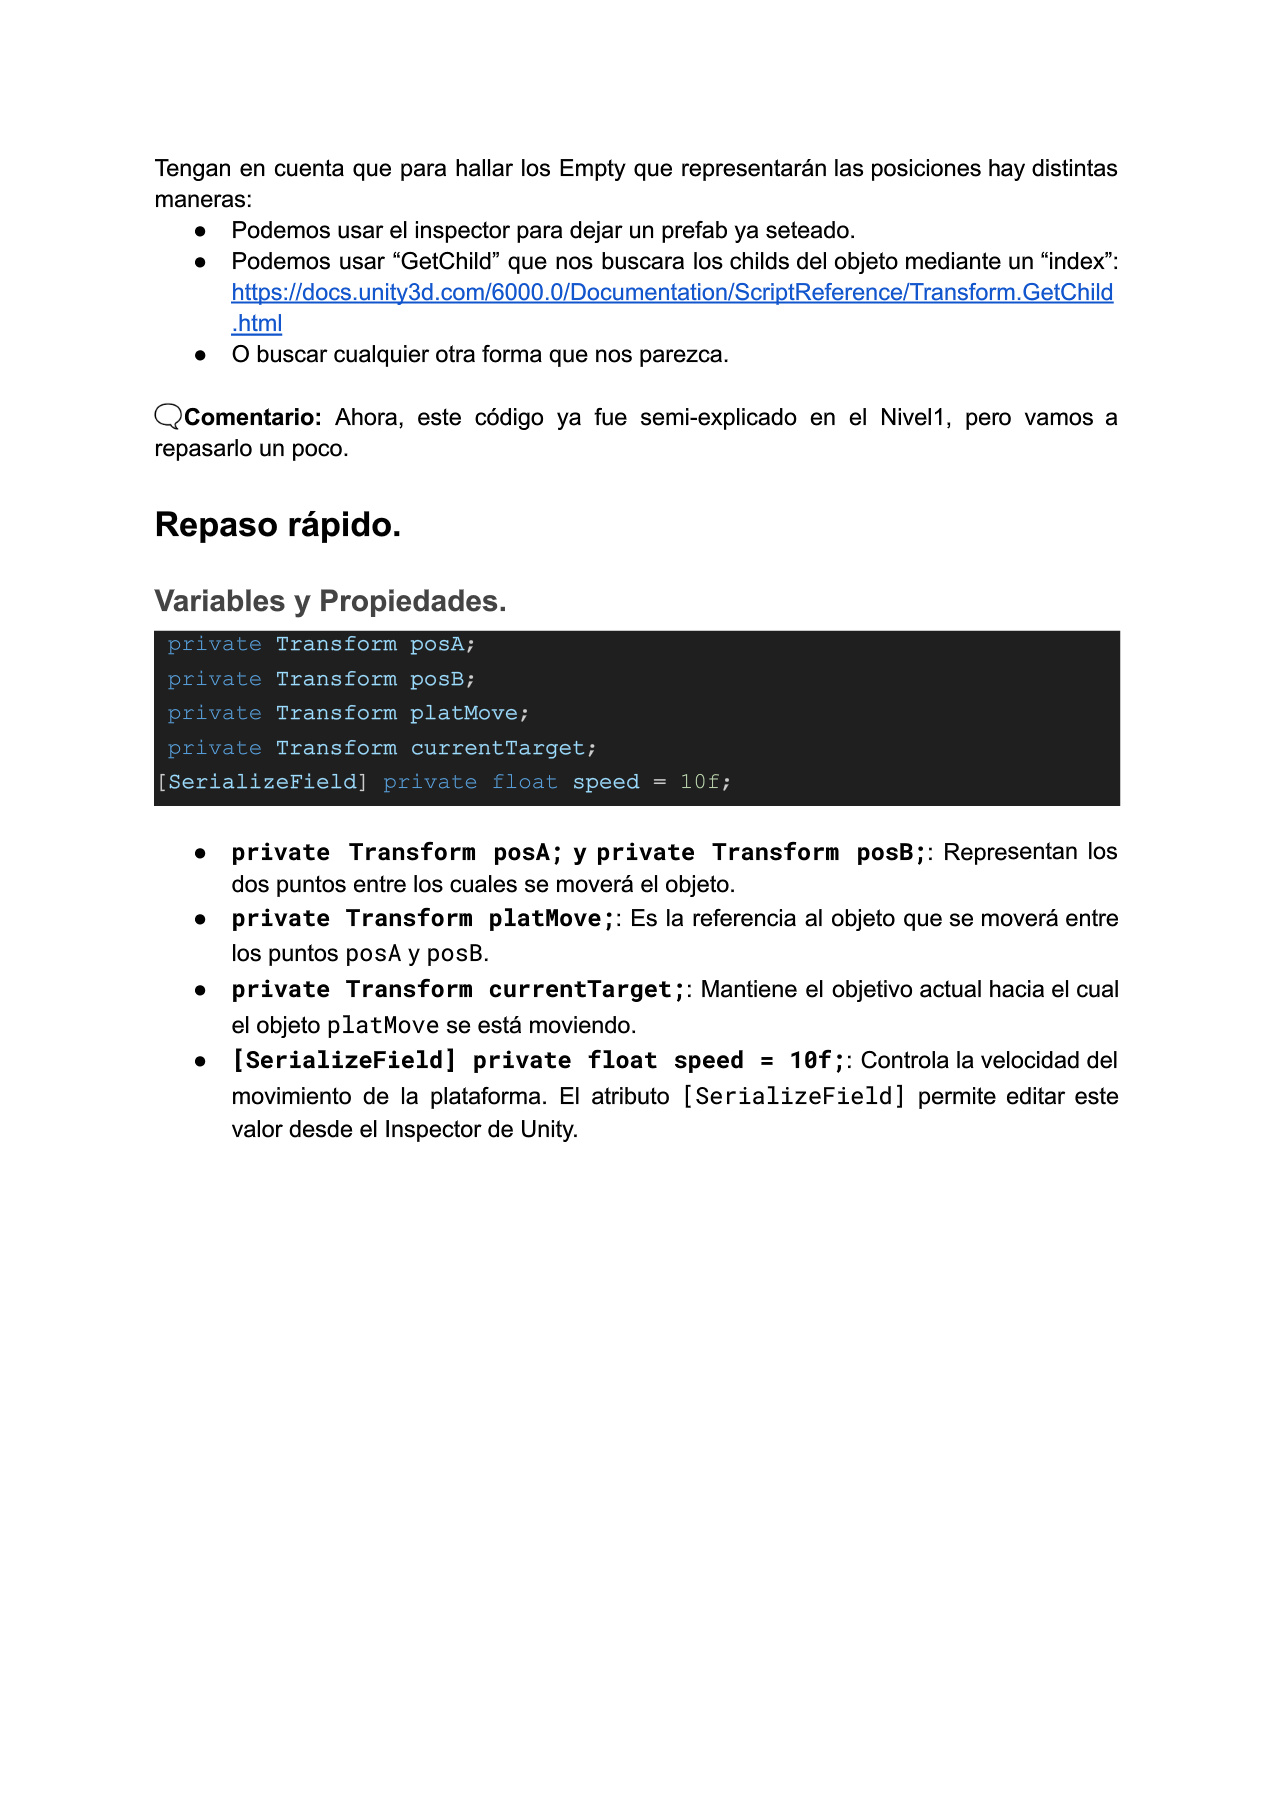 Tengan en cuenta que para hallar los Empty que representarán las posiciones hay distintas
maneras:
● Podemos usar el inspector para dejar un prefab ya seteado.
● Podemos usar “GetChild” que nos buscara los childs del objeto mediante un “index”:
https://docs.unity3d.com/6000.0/Documentation/ScriptReference/Transform.GetChild
.html
● O buscar cualquier otra forma que nos parezca.
🗨Comentario: Ahora, este código ya fue semi-explicado en el Nivel1, pero vamos a
repasarlo un poco.
Repaso rápido.
Variables y Propiedades.
private Transform posA;
private Transform posB;
private Transform platMove;
private Transform currentTarget;
[SerializeField] private float speed = 10f;
● private Transform posA; y private Transform posB;: Representan los
dos puntos entre los cuales se moverá el objeto.
● private Transform platMove;: Es la referencia al objeto que se moverá entre
los puntos posA y posB.
● private Transform currentTarget;: Mantiene el objetivo actual hacia el cual
el objeto platMove se está moviendo.
● [SerializeField] private float speed = 10f;: Controla la velocidad del
movimiento de la plataforma. El atributo [SerializeField] permite editar este
valor desde el Inspector de Unity.